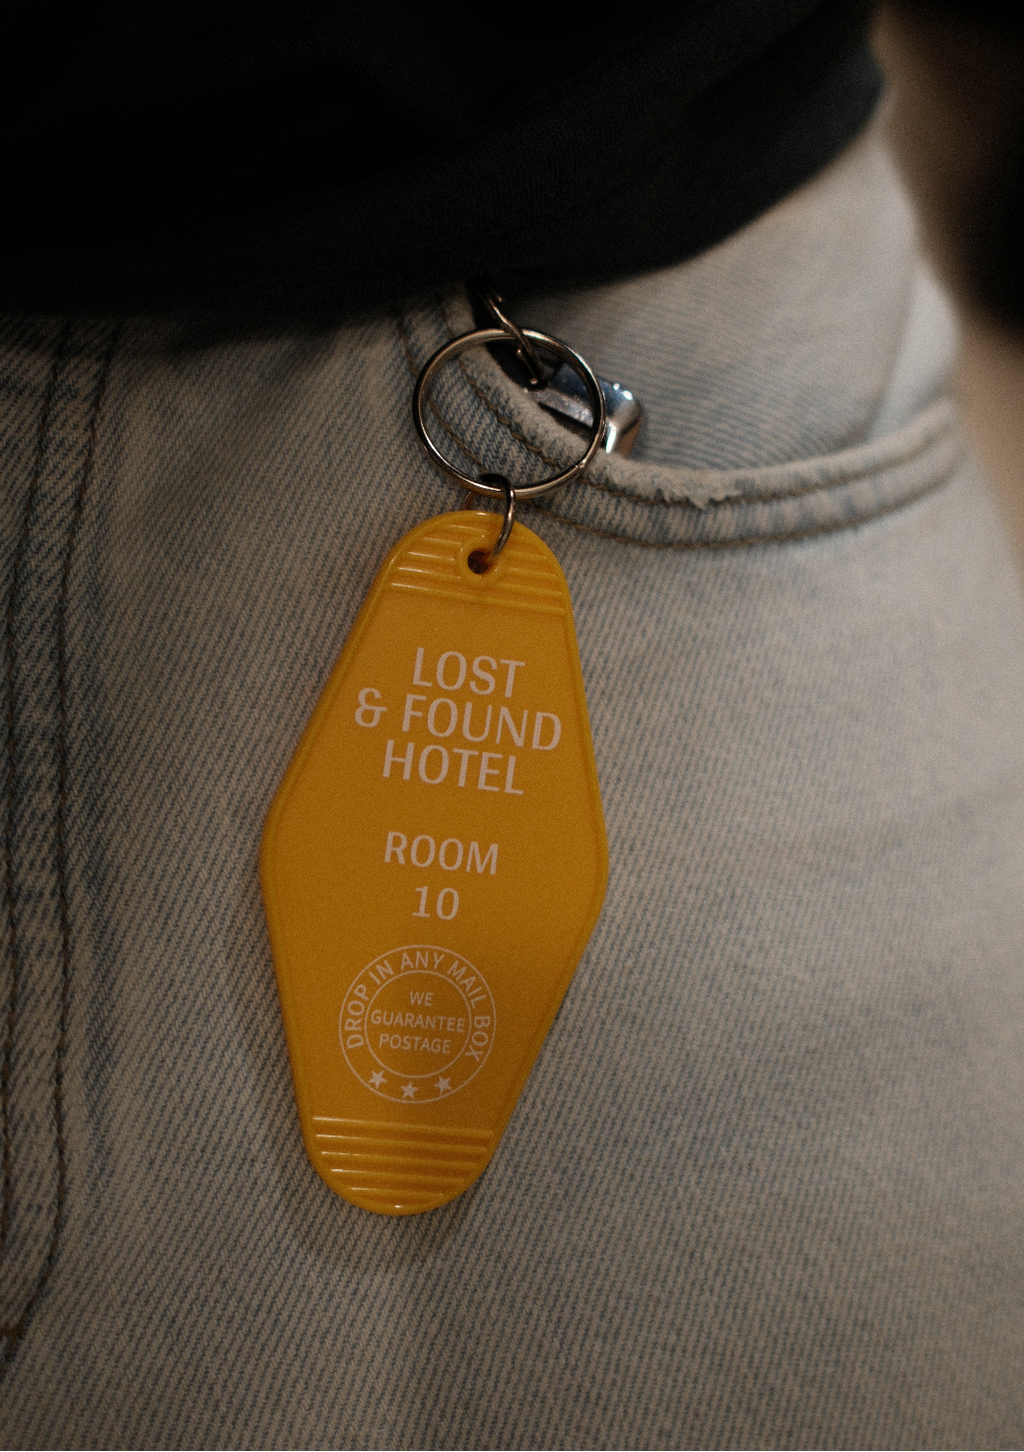 LOST
& FOUND
HOTEL
ROOM
10
DROP IN ANY MAIL BOX
WE
GUARANTEE
POSTAGE